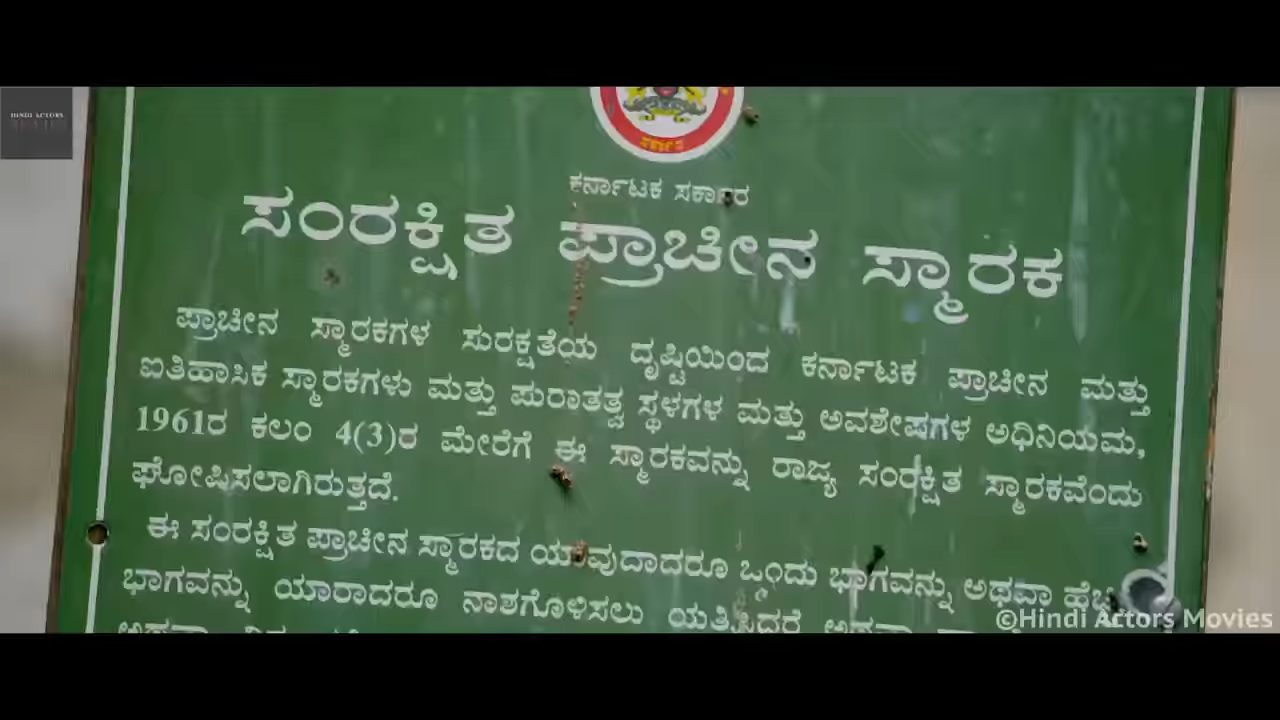 HINDI ACTORS
ಕರ್ನಾಟಕ ಸರ್ಕಾರ
ಸಂರಕ್ಷಿತ ಪ್ರಾಚೀನ ಸ್ಮಾರಕ
ಪ್ರಾಚೀನ ಸ್ಮಾರಕಗಳ ಸುರಕ್ಷತೆಯ ದೃಷ್ಟಿಯಿಂದ ಕರ್ನಾಟಕ ಪ್ರಾಚೀನ ಮತ್ತು
ಐತಿಹಾಸಿಕ ಸ್ಮಾರಕಗಳು ಮತ್ತು ಪುರಾತತ್ವ ಸ್ಥಳಗಳ ಮತ್ತು ಅವಶೇಷಗಳ ಅಧಿನಿಯಮ,
1961ರ ಕಲಂ 4(3)ರ ಮೇರೆಗೆ ಈ ಸ್ಮಾರಕವನ್ನು ರಾಜ್ಯ ಸಂರಕ್ಷಿತ ಸ್ಮಾರಕವೆಂದು
ಘೋಷಿಸಲಾಗಿರುತ್ತದೆ.
ಈ ಸಂರಕ್ಷಿತ ಪ್ರಾಚೀನ ಸ್ಮಾರಕದ ಯಾವುದಾದರೂ ಭಾಗವನ್ನು ಅಥವಾ
ಭಾಗವನ್ನು ಯಾರಾದರೂ ನಾಶಗೊಳಿಸಲು
©Hindi Actors Movies